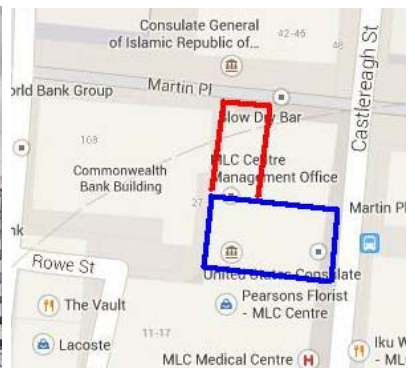 Consulate General
of Islamic Republic of...
42-46
48
Castlereagh St
Martin Pl
orld Bank Group
Blow Dry Bar
108
MLC Centre
Management Office
Commonwealth
Bank Building
27
Martin Pl
nk
Rowe St
United States Consulate
The Vault
Pearsons Florist
- MLC Centre
11-17
Lacoste
MLC Medical Centre
H
Iku W
- ML